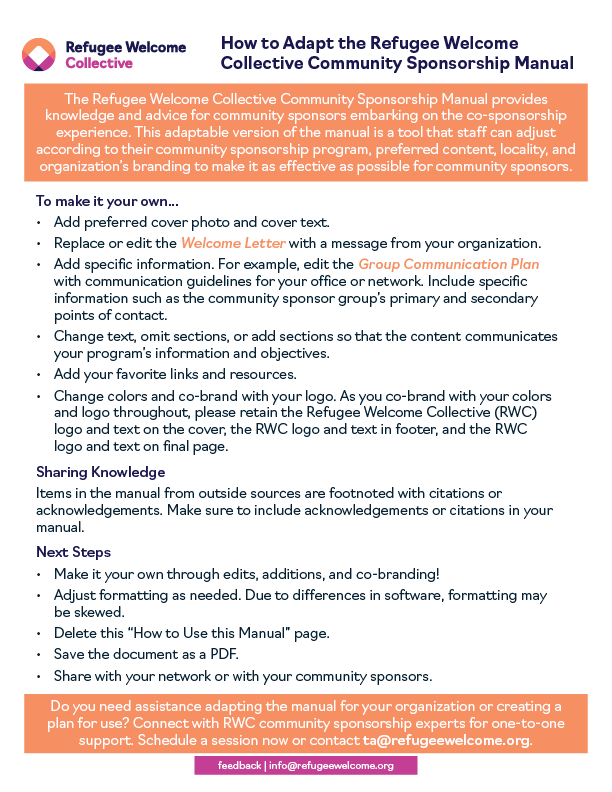 Refugee Welcome
Collective
How to Adapt the Refugee Welcome
Collective Community Sponsorship Manual
The Refugee Welcome Collective Community Sponsorship Manual provides
knowledge and advice for community sponsors embarking on the co-sponsorship
experience. This adaptable version of the manual is a tool that staff can adjust
according to their community sponsorship program, preferred content, locality, and
organization’s branding to make it as effective as possible for community sponsors.
To make it your own...
• Add preferred cover photo and cover text.
• Replace or edit the Welcome Letter with a message from your organization.
• Add specific information. For example, edit the Group Communication Plan
with communication guidelines for your office or network. Include specific
information such as the community sponsor group’s primary and secondary
points of contact.
• Change text, omit sections, or add sections so that the content communicates
your program’s information and objectives.
• Add your favorite links and resources.
• Change colors and co-brand with your logo. As you co-brand with your colors
and logo throughout, please retain the Refugee Welcome Collective (RWC)
logo and text on the cover, the RWC logo and text in footer, and the RWC
logo and text on final page.
Sharing Knowledge
Items in the manual from outside sources are footnoted with citations or
acknowledgements. Make sure to include acknowledgements or citations in your
manual.
Next Steps
• Make it your own through edits, additions, and co-branding!
• Adjust formatting as needed. Due to differences in software, formatting may
be skewed.
• Delete this “How to Use this Manual” page.
• Save the document as a PDF.
• Share with your network or with your community sponsors.
Do you need assistance adapting the manual for your organization or creating a
plan for use? Connect with RWC community sponsorship experts for one-to-one
support. Schedule a session now or contact ta@refugeewelcome.org.
feedback | info@refugeewelcome.org